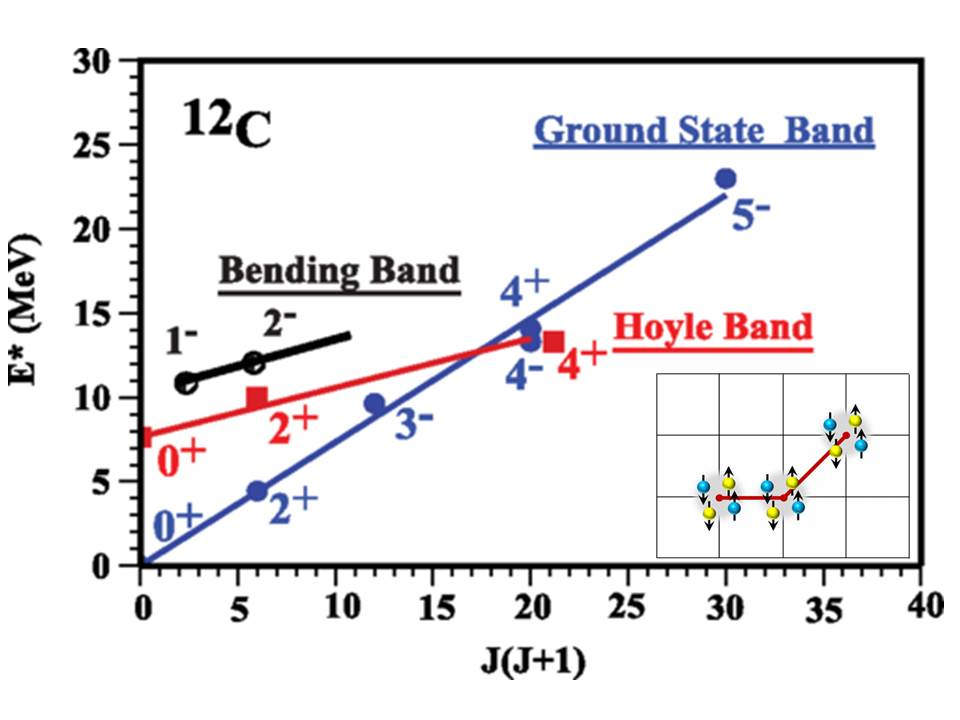 30
¹²C
Ground State Band
25
5⁻
20
Bending Band
4⁺
15
1⁻
2⁻
Hoyle Band
4⁻
4⁺
10
2⁺
3⁻
0⁺
5
0⁺
2⁺
0
E* (MeV)
0 5 10 15 20 25 30 35 40
J(J+1)